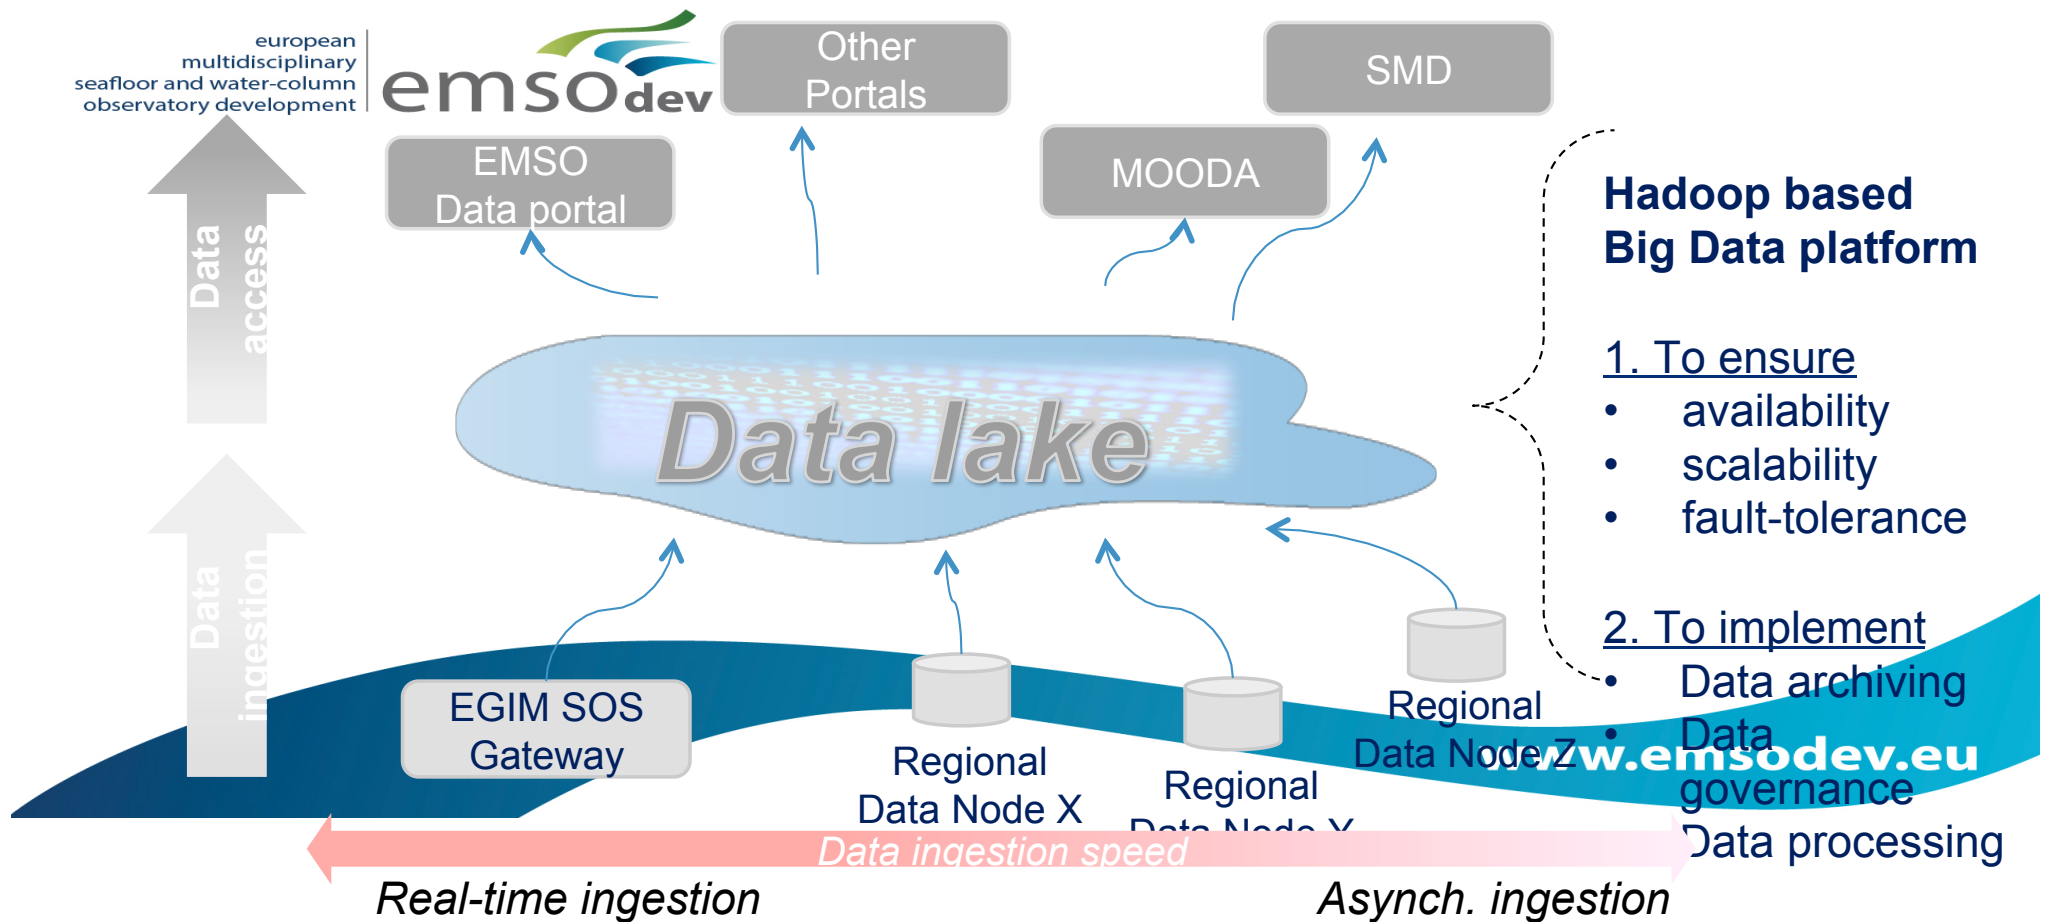 european
multidisciplinary
seafloor and water-column
observatory development
emsodev
Other
Portals
SMD
EMSO
Data portal
MOODA
Data
access
Hadoop based
Big Data platform
1. To ensure
• availability
• scalability
• fault-tolerance
Data lake
Data
ingestion
2. To implement
• Data archiving
• Data
governance
Data processing
EGIM SOS
Gateway
Regional
Data Node X
Regional
Data Node Y
Regional
Data Node Z
www.emsodev.eu
Data ingestion speed
Real-time ingestion
Asynch. ingestion